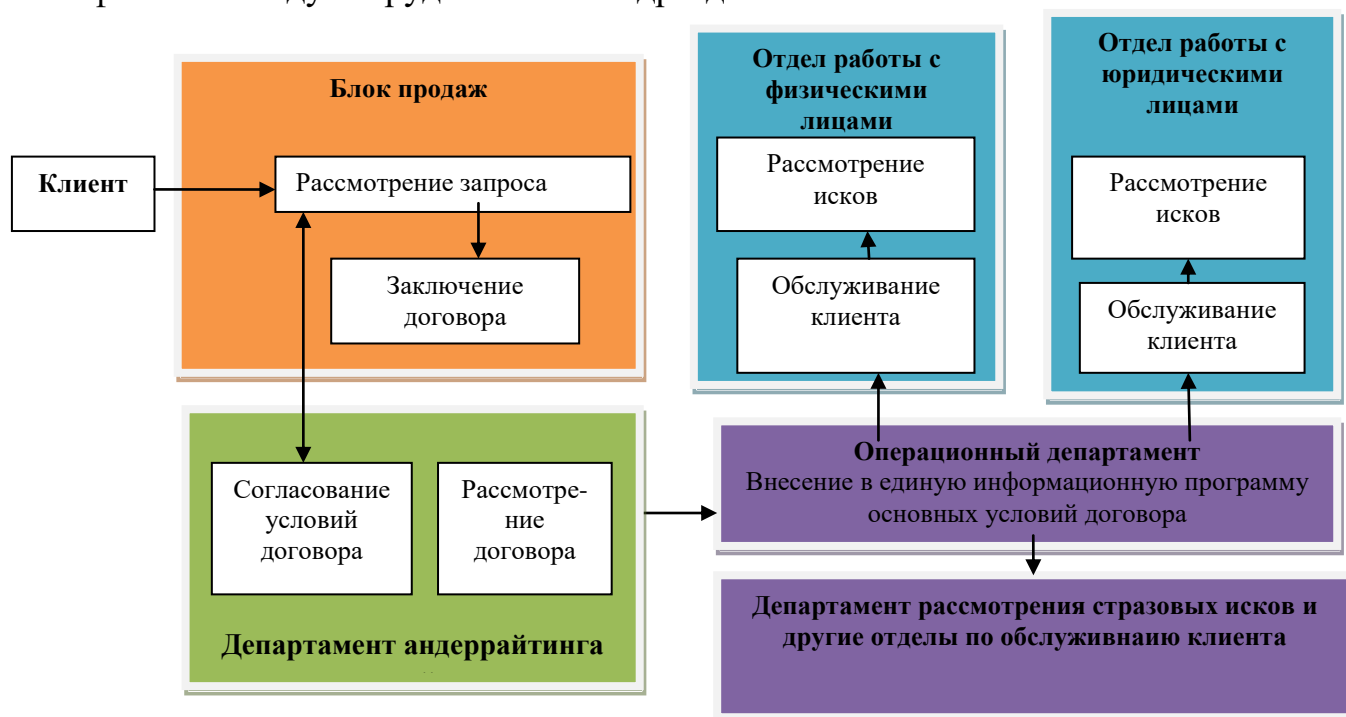 Блок продаж
Клиент
Рассмотрение запроса
Заключение
договора
Отдел работы с
физическими
лицами
Рассмотрение
исков
Обслуживание
клиента
Отдел работы с
юридическими
лицами
Рассмотрение
исков
Обслуживание
клиента
Согласование
условий
договора
Рассмотре-
ние
договора
Департамент андеррайтинга
Операционный департамент
Внесение в единую информационную программу
основных условий договора
Департамент рассмотрения стразовых исков и
другие отделы по обслуживнаию клиента